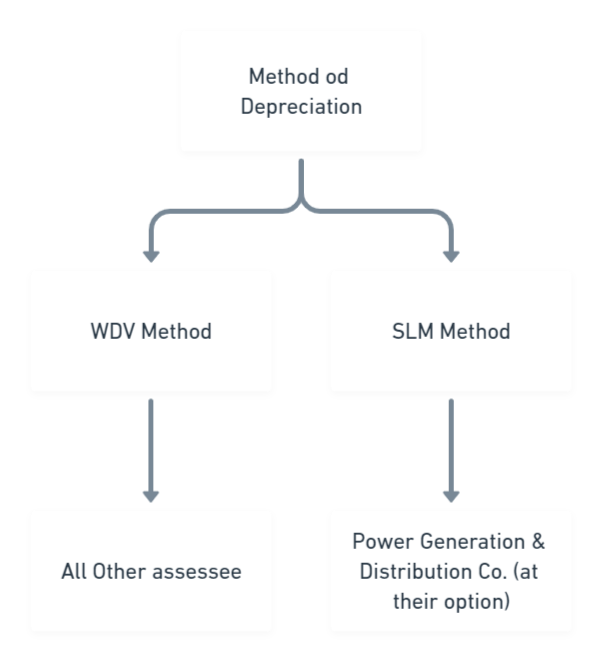 Method od
Depreciation
WDV Method
SLM Method
All Other assessee
Power Generation &
Distribution Co. (at
their option)